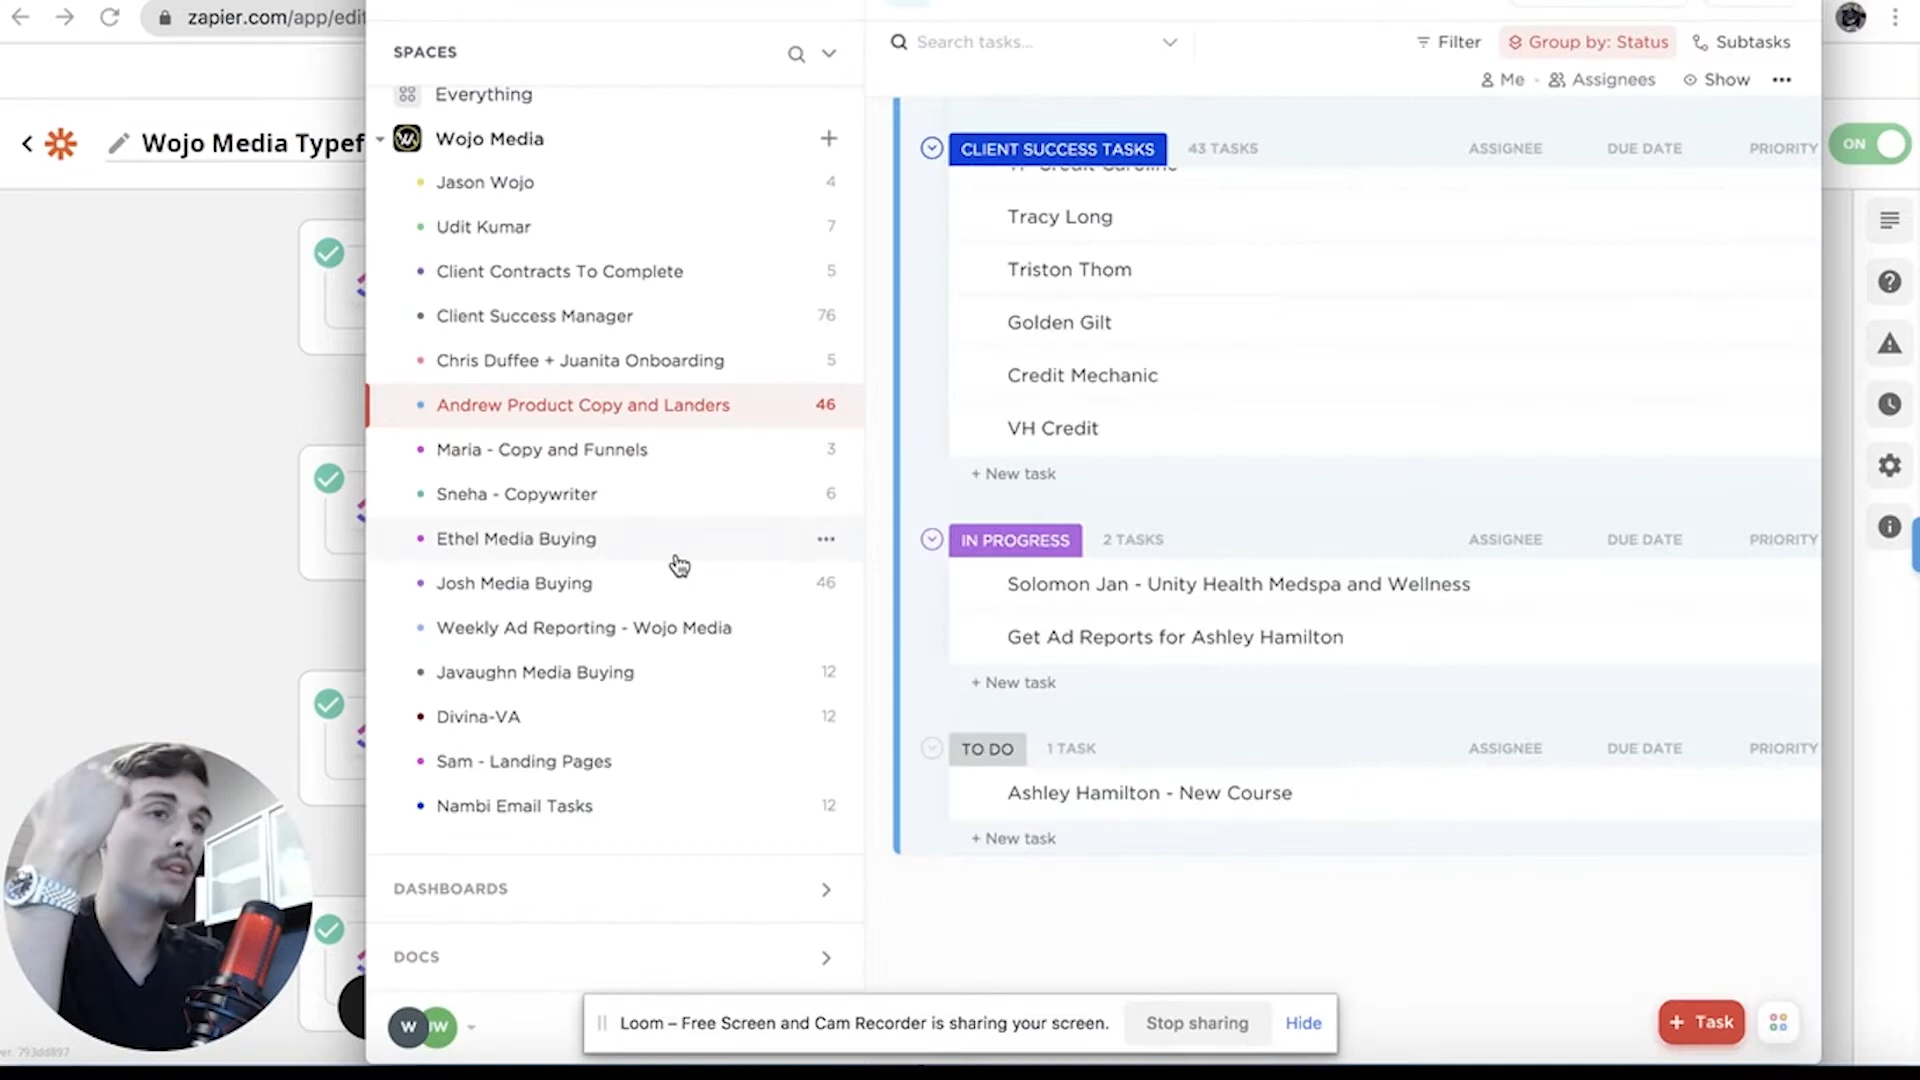 zapier.com/app/edit
Wojo Media Typef
ON
SPACES
Everything
Wojo Media
Jason Wojo 4
Udit Kumar 7
Client Contracts To Complete 5
Client Success Manager 76
Chris Duffee + Juanita Onboarding 5
Andrew Product Copy and Landers 46
Maria - Copy and Funnels 3
Sneha - Copywriter 6
Ethel Media Buying
Josh Media Buying 46
Weekly Ad Reporting - Wojo Media
Javaughn Media Buying 12
Divina-VA 12
Sam - Landing Pages
Nambi Email Tasks 12
DASHBOARDS
DOCS
W W
Search tasks...
Filter Group by: Status Subtasks
Me Assignees Show
CLIENT SUCCESS TASKS 43 TASKS ASSIGNEE DUE DATE PRIORITY
Tracy Long
Triston Thom
Golden Gilt
Credit Mechanic
VH Credit
+ New task
IN PROGRESS 2 TASKS ASSIGNEE DUE DATE PRIORITY
Solomon Jan - Unity Health Medspa and Wellness
Get Ad Reports for Ashley Hamilton
+ New task
TO DO 1 TASK ASSIGNEE DUE DATE PRIORITY
Ashley Hamilton - New Course
+ New task
Loom – Free Screen and Cam Recorder is sharing your screen. Stop sharing Hide
+ Task
er. 793dd897